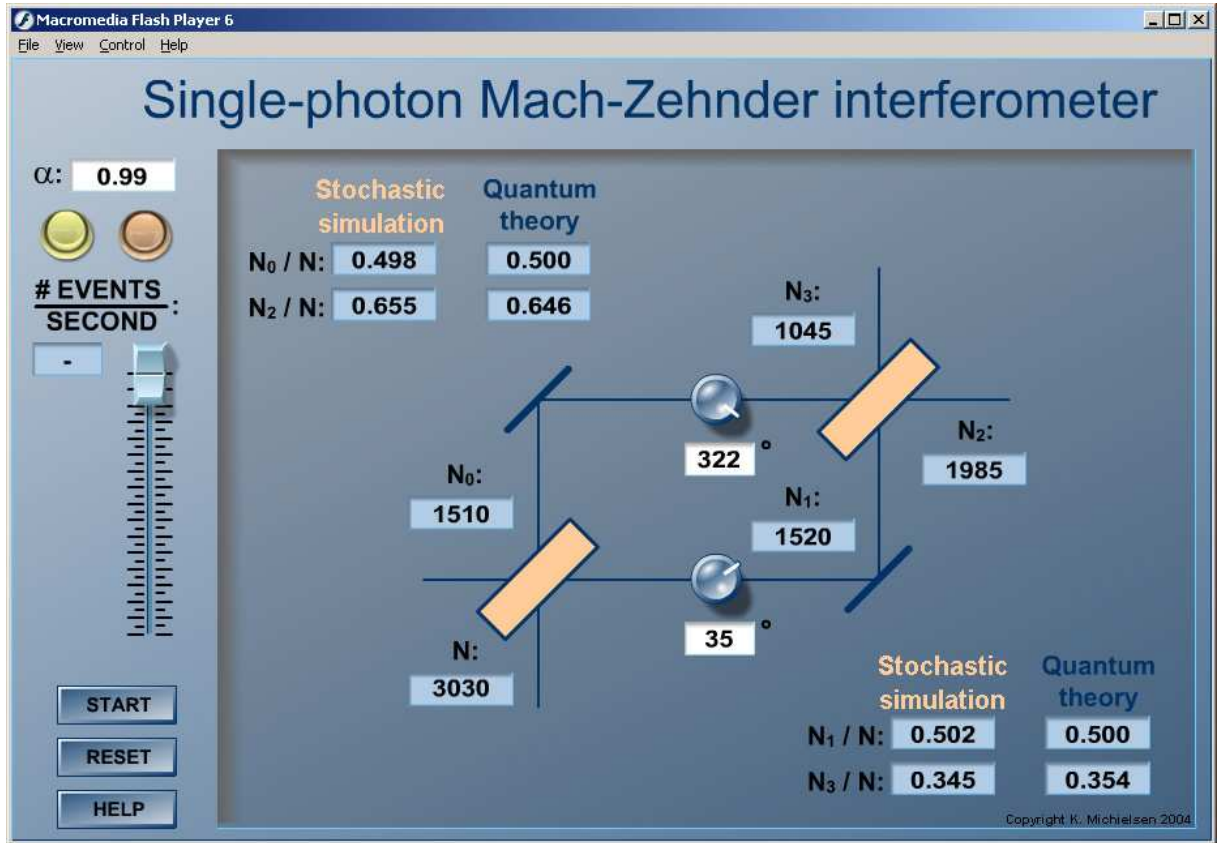 Macromedia Flash Player 6
File View Control Help
Single-photon Mach-Zehnder interferometer
α: 0.99
# EVENTS
SECOND :
-
START
RESET
HELP
Stochastic simulation
Quantum theory
N₀ / N: 0.498 0.500
N₂ / N: 0.655 0.646
N₃:
1045
N₂:
1985
322 °
N₀:
1510
N₁:
1520
35 °
N:
3030
Stochastic simulation
Quantum theory
N₁ / N: 0.502 0.500
N₃ / N: 0.345 0.354
Copyright K. Michielsen 2004